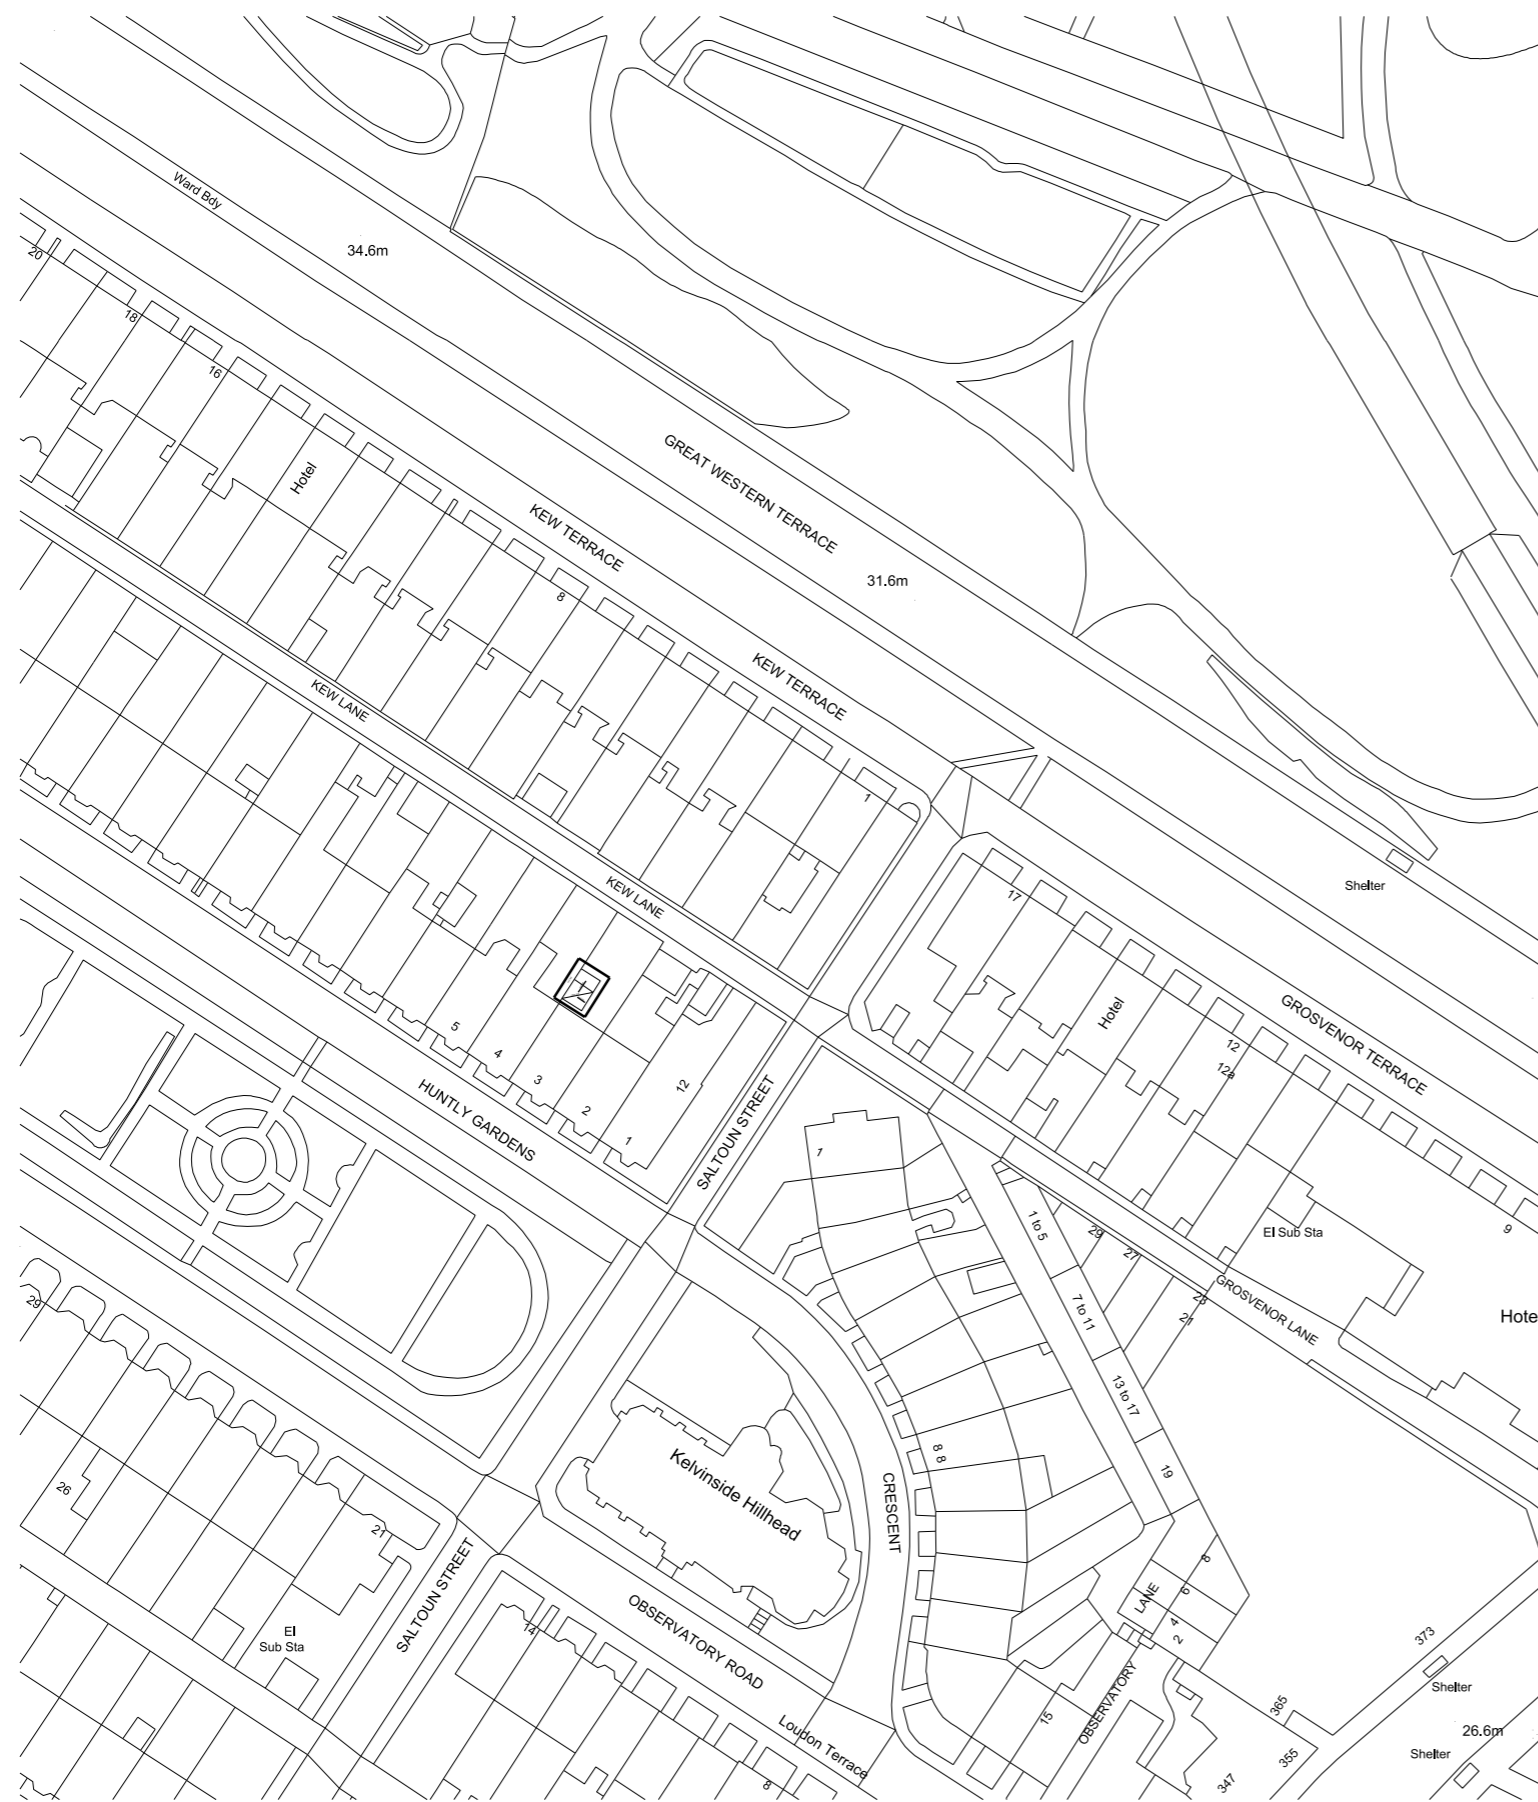 Ward Bdy
34.6m
20
18
16
Hotel
GREAT WESTERN TERRACE
KEW TERRACE
31.6m
8
KEW TERRACE
KEW LANE
1
KEW LANE
Shelter
17
Hotel
GROSVENOR TERRACE
12
12a
5
4
3
2
1
12
HUNTLY GARDENS
SALTOUN STREET
1
1 to 5
29
27
El Sub Sta
9
7 to 11
23
21
GROSVENOR LANE
Hote
29
13 to 17
8 8
19
Kelvinside Hillhead
CRESCENT
26
21
SALTOUN STREET
8
6
4
2
LANE
OBSERVATORY ROAD
14
El
Sub Sta
373
Shelter
OBSERVATORY
15
365
355
347
26.6m
Shelter
Loudon Terrace
8